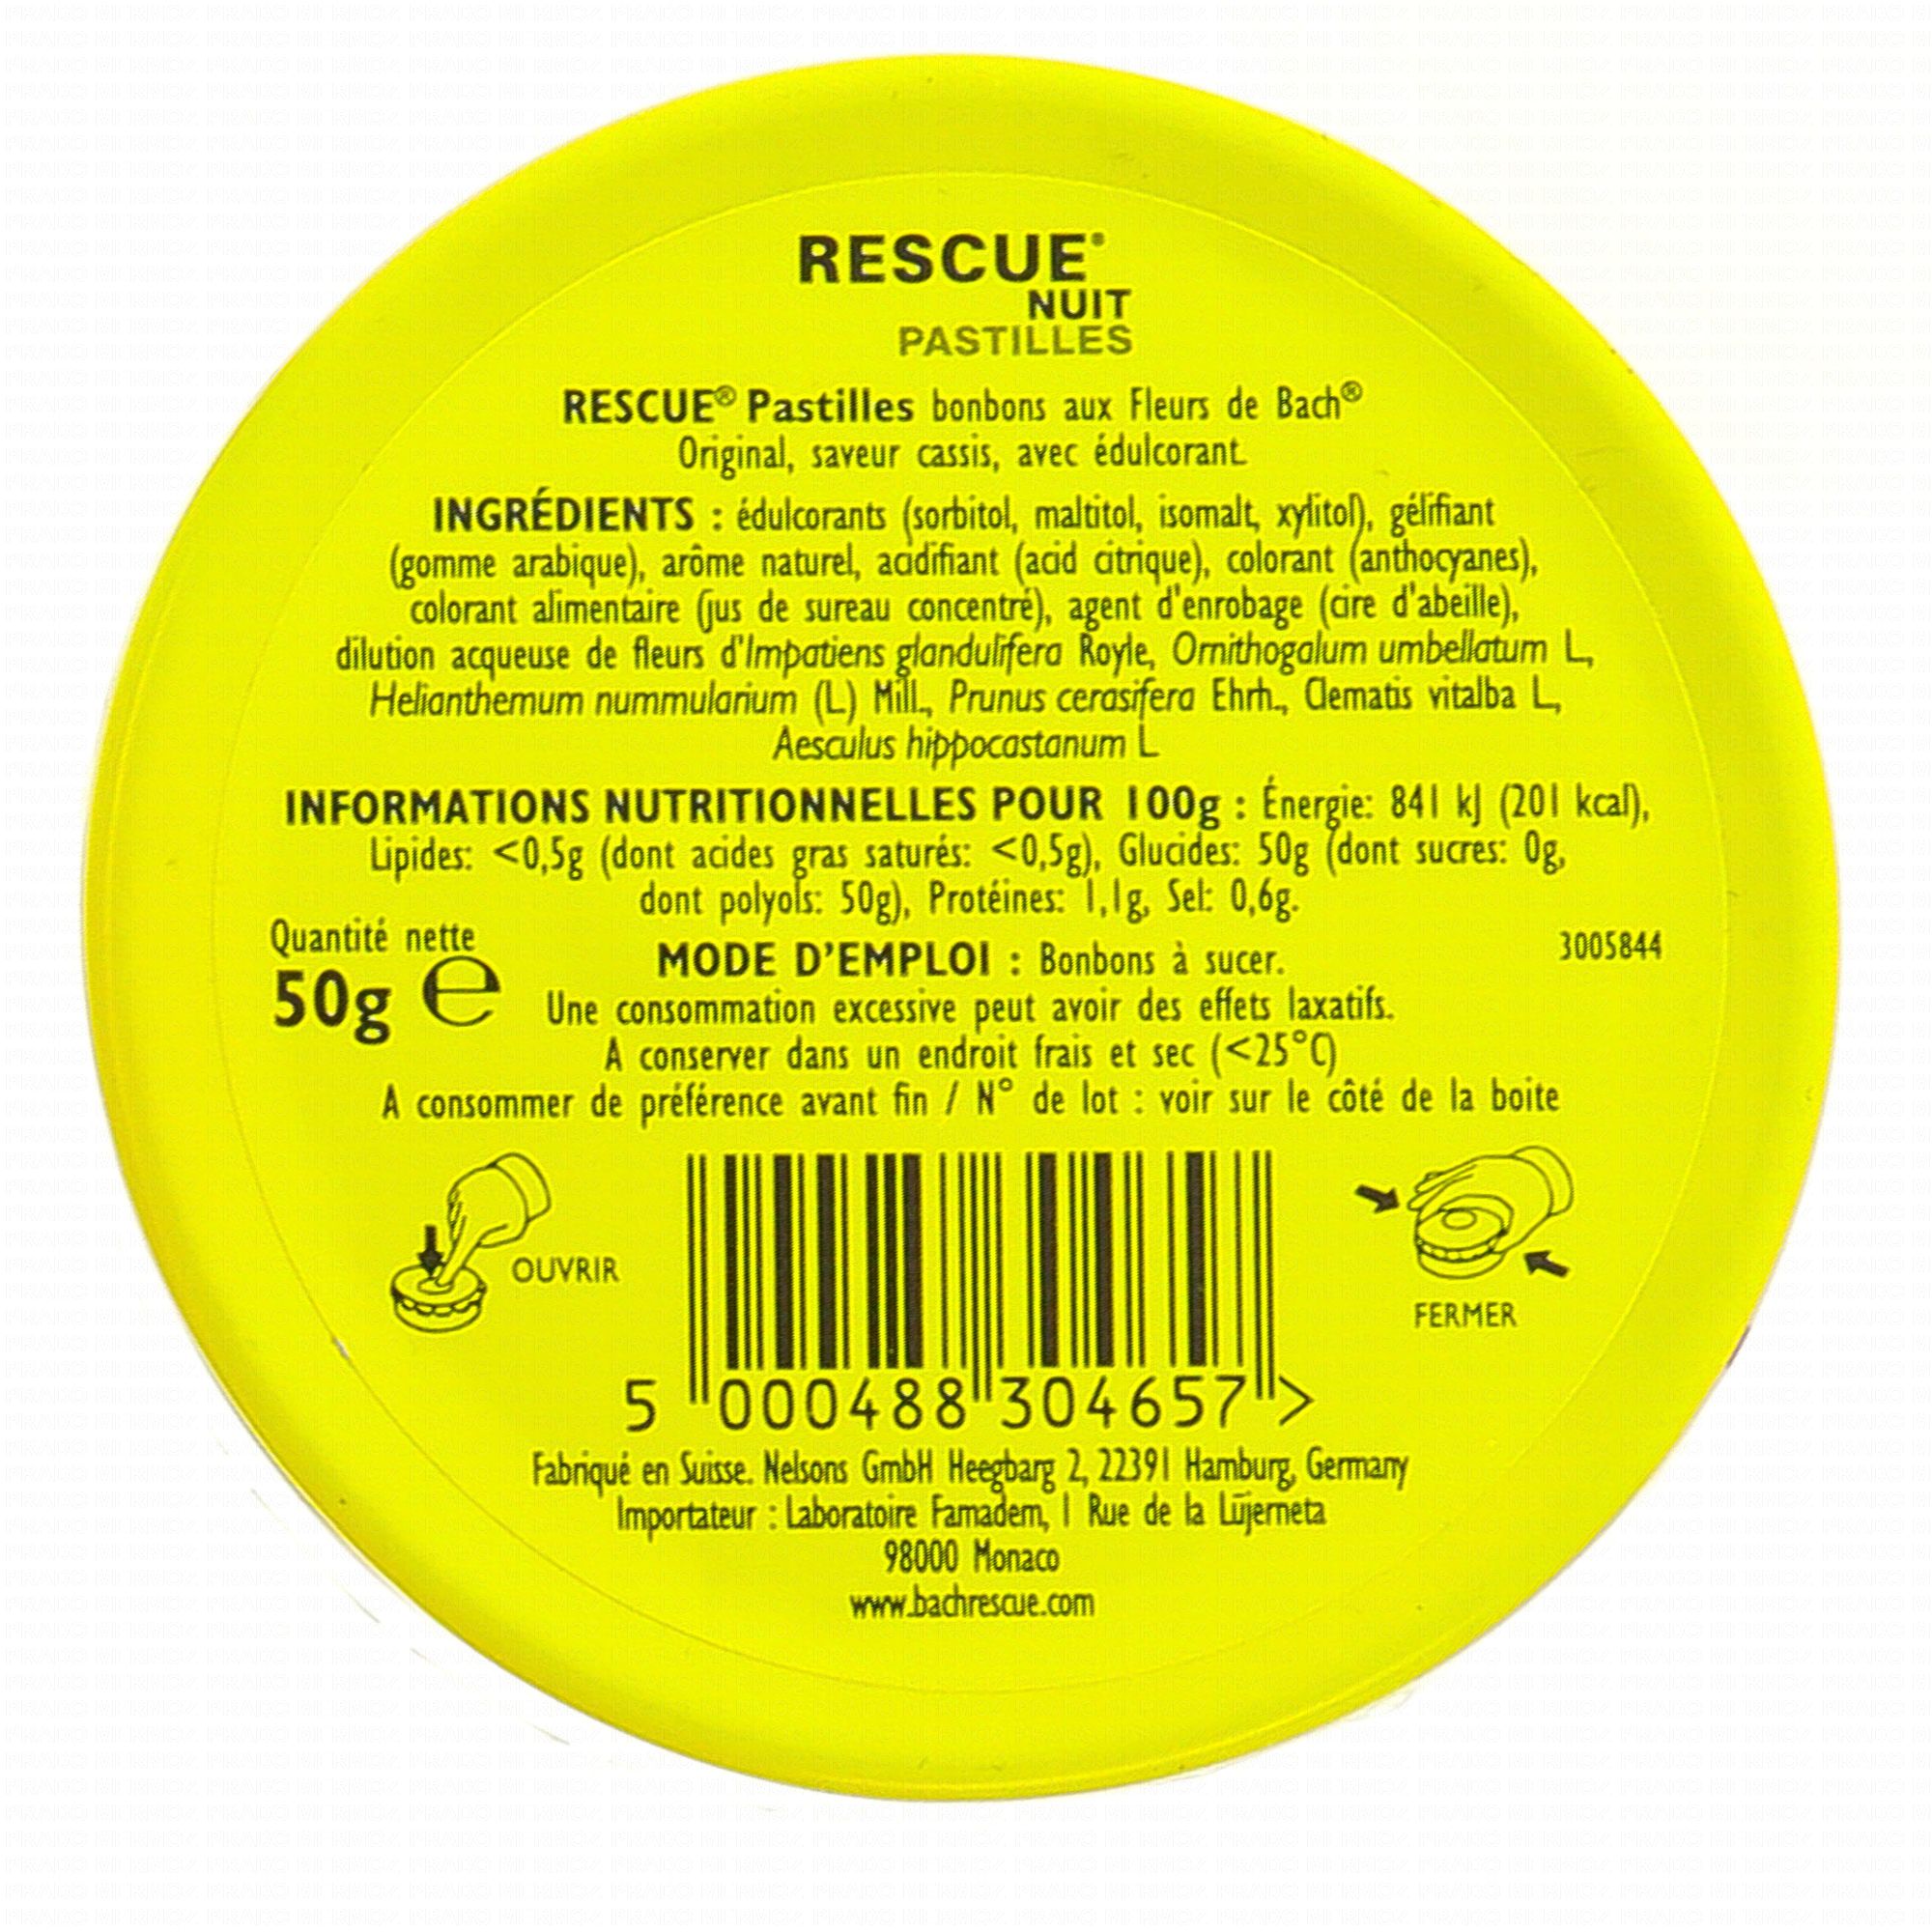 RESCUE®
NUIT
PASTILLES
RESCUE® Pastilles bonbons aux Fleurs de Bach®
Original, saveur cassis, avec édulcorant.
INGRÉDIENTS : édulcorants (sorbitol, maltitol, isomalt, xylitol), gélifiant
(gomme arabique), arôme naturel, acidifiant (acid citrique), colorant (anthocyanes),
colorant alimentaire (jus de sureau concentré), agent d'enrobage (cire d'abeille),
dilution acqueuse de fleurs d'Impatiens glandulifera Royle, Ornithogalum umbellatum L,
Helianthemum nummularium (L) Mill., Prunus cerasifera Ehrh., Clematis vitalba L,
Aesculus hippocastanum L
INFORMATIONS NUTRITIONNELLES POUR 100g : Énergie: 841 kJ (201 kcal),
Lipides: <0,5g (dont acides gras saturés: <0,5g), Glucides: 50g (dont sucres: 0g,
dont polyols: 50g), Protéines: 1,1g, Sel: 0,6g.
Quantité nette
50g e
MODE D'EMPLOI : Bonbons à sucer.
3005844
Une consommation excessive peut avoir des effets laxatifs.
A conserver dans un endroit frais et sec (<25°C)
A consommer de préférence avant fin / N° de lot : voir sur le côté de la boite
OUVRIR
FERMER
5 000488 304657 >
Fabriqué en Suisse. Nelsons GmbH Heegbarg 2, 22391 Hamburg, Germany
Importateur : Laboratoire Famadem, 1 Rue de la Lüjerneta
98000 Monaco
www.bachrescue.com